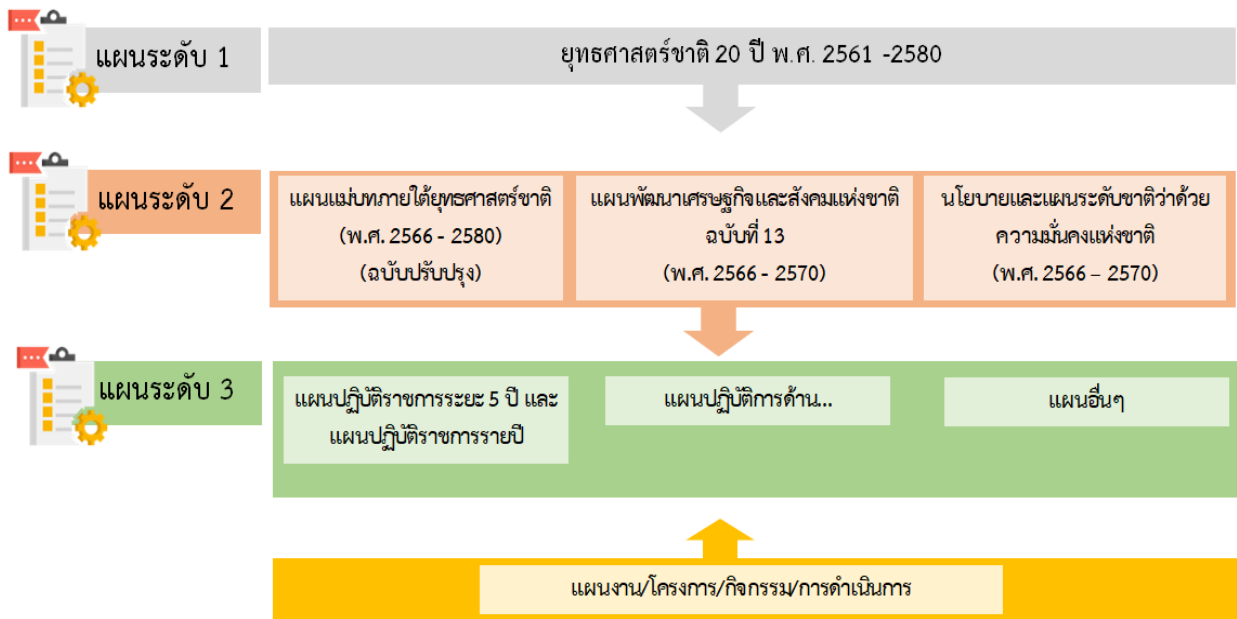 แผนระดับ 1
ยุทธศาสตร์ชาติ 20 ปี พ.ศ. 2561 -2580
แผนระดับ 2
แผนแม่บทภายใต้ยุทธศาสตร์ชาติ
(พ.ศ. 2566 - 2580)
(ฉบับปรับปรุง)
แผนพัฒนาเศรษฐกิจและสังคมแห่งชาติ
ฉบับที่ 13
(พ.ศ. 2566 - 2570)
นโยบายและแผนระดับชาติว่าด้วย
ความมั่นคงแห่งชาติ
(พ.ศ. 2566 – 2570)
แผนระดับ 3
แผนปฏิบัติราชการระยะ 5 ปี และ
แผนปฏิบัติราชการรายปี
แผนปฏิบัติการด้าน...
แผนอื่นๆ
แผนงาน/โครงการ/กิจกรรม/การดำเนินการ